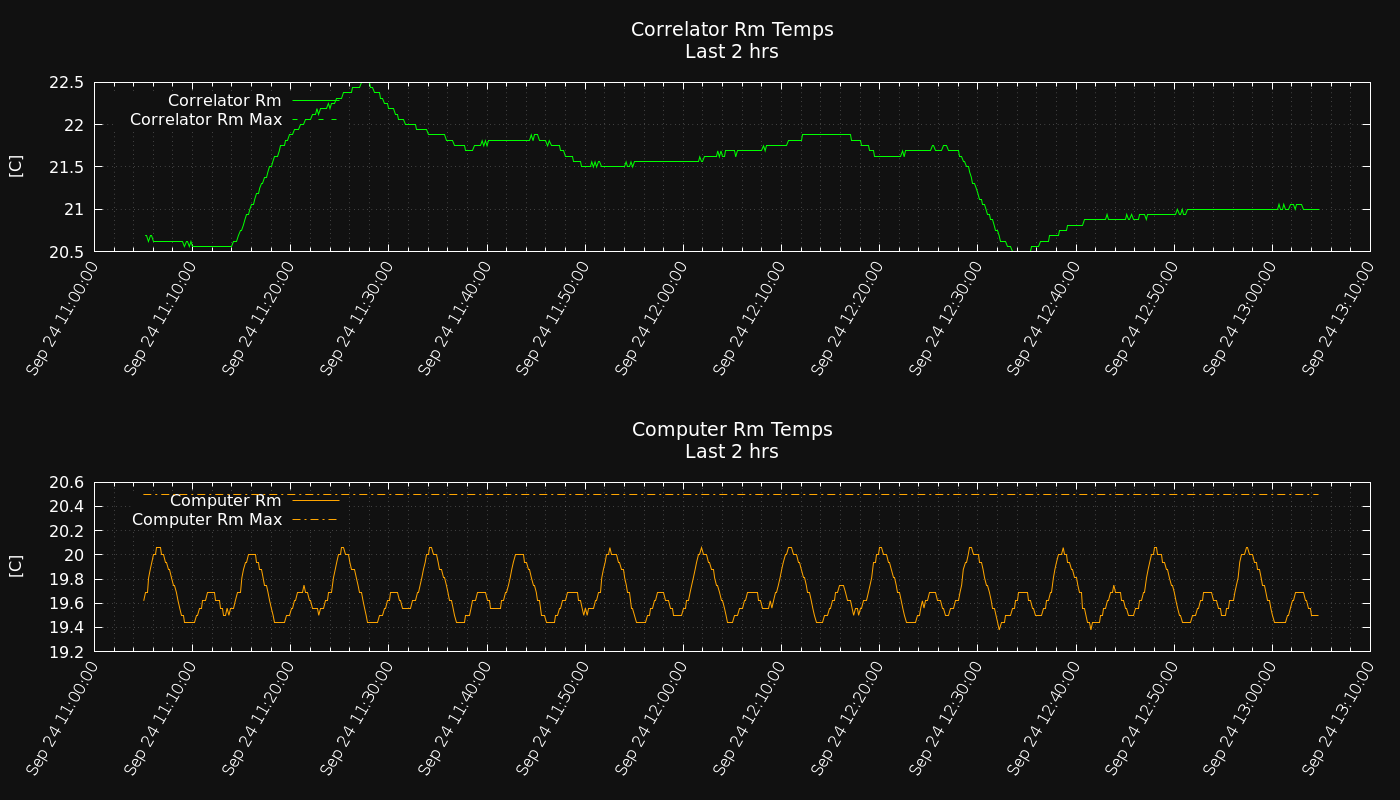 Correlator Rm Temps
Last 2 hrs
22.5
22
21.5
21
20.5
[C]
Correlator Rm
Correlator Rm Max
Sep 24 11:00:00
Sep 24 11:10:00
Sep 24 11:20:00
Sep 24 11:30:00
Sep 24 11:40:00
Sep 24 11:50:00
Sep 24 12:00:00
Sep 24 12:10:00
Sep 24 12:20:00
Sep 24 12:30:00
Sep 24 12:40:00
Sep 24 12:50:00
Sep 24 13:00:00
Sep 24 13:10:00
Computer Rm Temps
Last 2 hrs
20.6
20.4
20.2
20
19.8
19.6
19.4
19.2
[C]
Computer Rm
Computer Rm Max
Sep 24 11:00:00
Sep 24 11:10:00
Sep 24 11:20:00
Sep 24 11:30:00
Sep 24 11:40:00
Sep 24 11:50:00
Sep 24 12:00:00
Sep 24 12:10:00
Sep 24 12:20:00
Sep 24 12:30:00
Sep 24 12:40:00
Sep 24 12:50:00
Sep 24 13:00:00
Sep 24 13:10:00